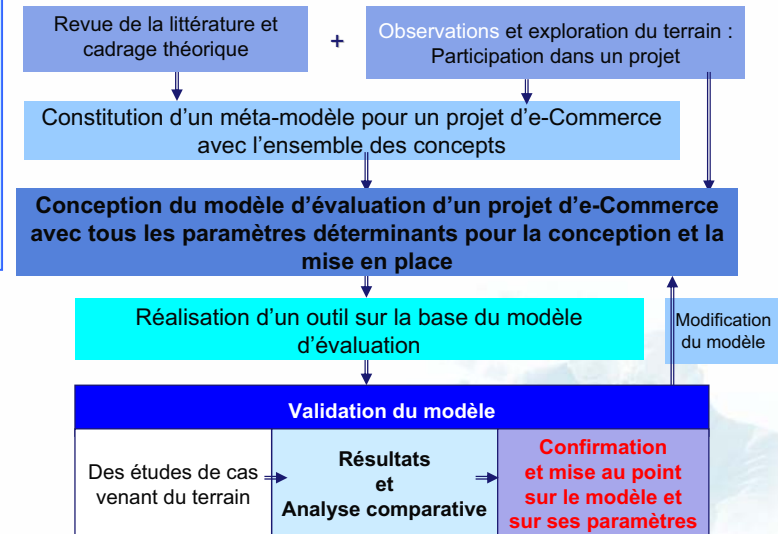 Revue de la littérature et
cadrage théorique
+
Observations et exploration du terrain :
Participation dans un projet
Constitution d’un méta-modèle pour un projet d’e-Commerce
avec l’ensemble des concepts
Conception du modèle d’évaluation d’un projet d’e-Commerce
avec tous les paramètres déterminants pour la conception et la
mise en place
Réalisation d’un outil sur la base du modèle
d’évaluation
Modification
du modèle
Validation du modèle
Des études de cas
venant du terrain
Résultats
et
Analyse comparative
Confirmation
et mise au point
sur le modèle et
sur ses paramètres